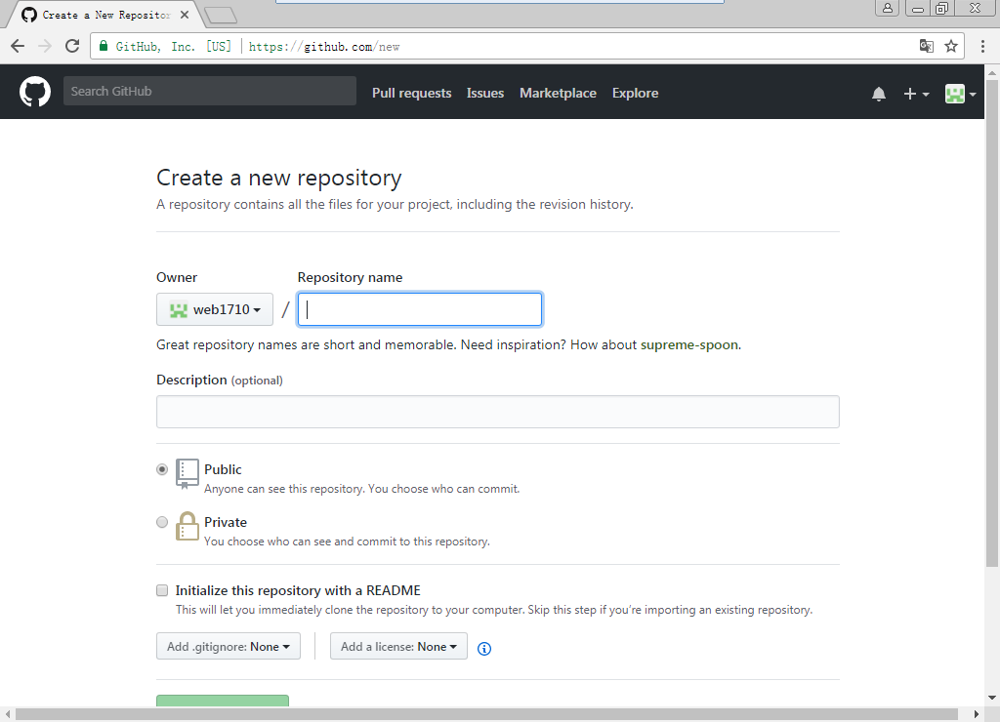 Create a New Repositor
GitHub, Inc. [US] https://github.com/new
Search GitHub
Pull requests Issues Marketplace Explore
Create a new repository
A repository contains all the files for your project, including the revision history.
Owner Repository name
web1710 /
Great repository names are short and memorable. Need inspiration? How about supreme-spoon.
Description (optional)
Public
Anyone can see this repository. You choose who can commit.
Private
You choose who can see and commit to this repository.
Initialize this repository with a README
This will let you immediately clone the repository to your computer. Skip this step if you're importing an existing repository.
Add .gitignore: None Add a license: None